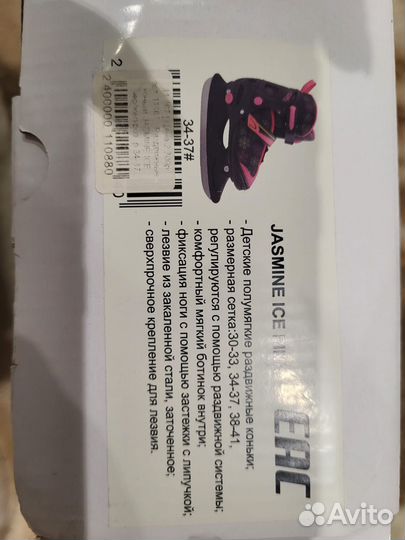 34-37#
JASMINE ICE
EAC
- Детские полумягкие раздвижные коньки;
- размерная сетка:30-33, 34-37, 38-41,
регулируются с помощью раздвижной системы;
- комфортный мягкий ботинок внутри;
- фиксация ноги с помощью застежки с липучкой;
- лезвие из закаленной стали, заточенное;
- сверхпрочное крепление для лезвия.
2 400000 110880
Avito